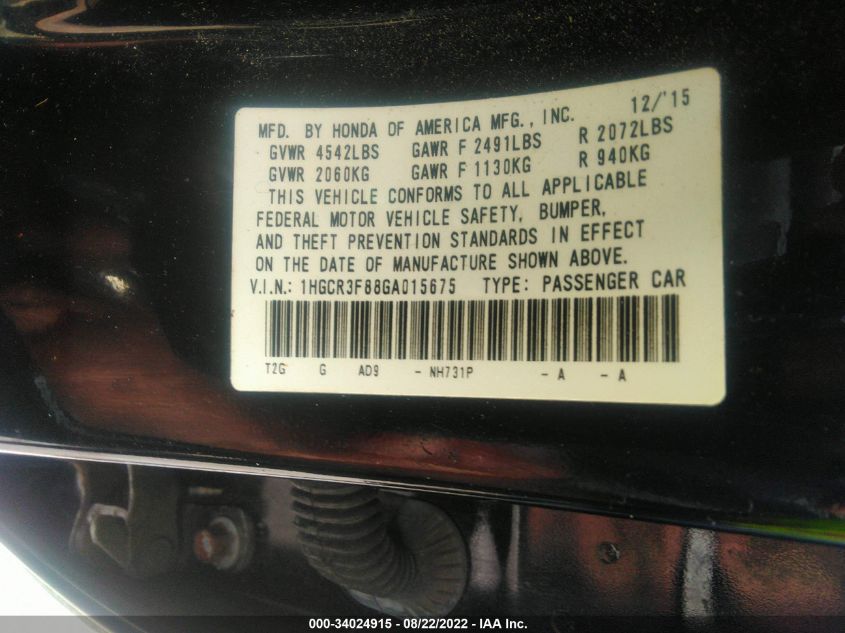 MFD. BY HONDA OF AMERICA MFG., INC. 12/'15
GVWR 4542LBS GAWR F 2491LBS R 2072LBS
GVWR 2060KG GAWR F 1130KG R 940KG
THIS VEHICLE CONFORMS TO ALL APPLICABLE
FEDERAL MOTOR VEHICLE SAFETY, BUMPER,
AND THEFT PREVENTION STANDARDS IN EFFECT
ON THE DATE OF MANUFACTURE SHOWN ABOVE.
V.I.N.: 1HGCR3F88GA015675 TYPE: PASSENGER CAR
T2G G AD9 - NH731P - A - A
000-34024915 - 08/22/2022 - IAA Inc.